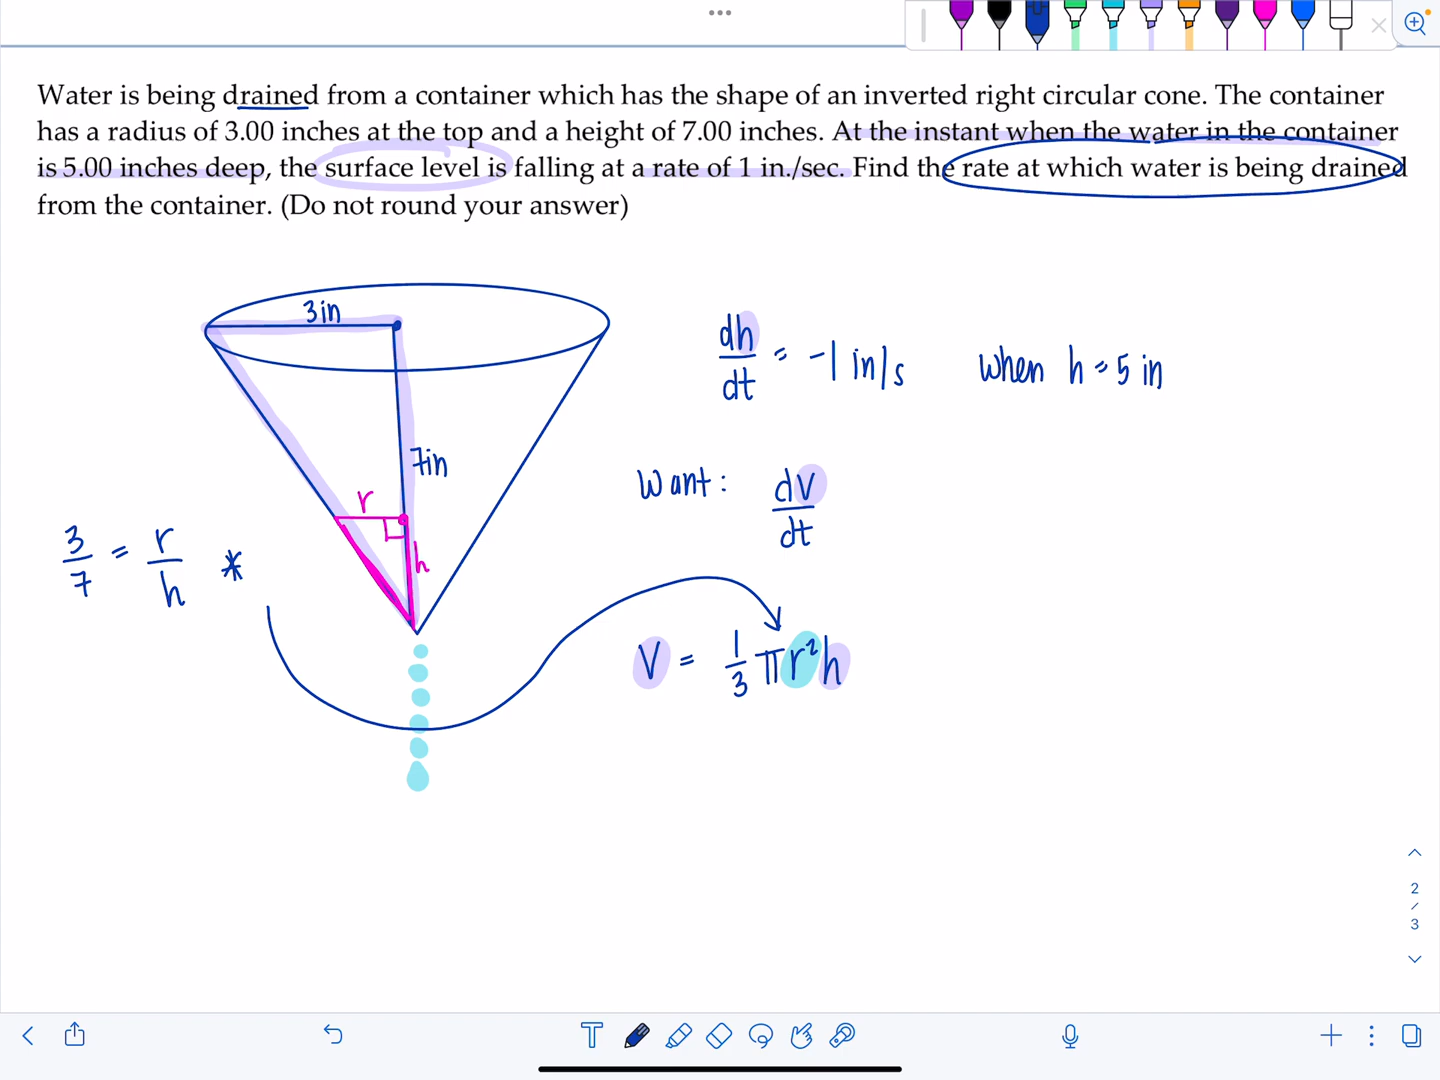 Water is being drained from a container which has the shape of an inverted right circular cone. The container
has a radius of 3.00 inches at the top and a height of 7.00 inches. At the instant when the water in the container
is 5.00 inches deep, the surface level is falling at a rate of 1 in./sec. Find the rate at which water is being drained
from the container. (Do not round your answer)
3in
dh/dt = -1 in/s when h = 5 in
7in
Want: dV/dt
r
h
3/7 = r/h *
V = 1/3 πr²h
2
/
3
T